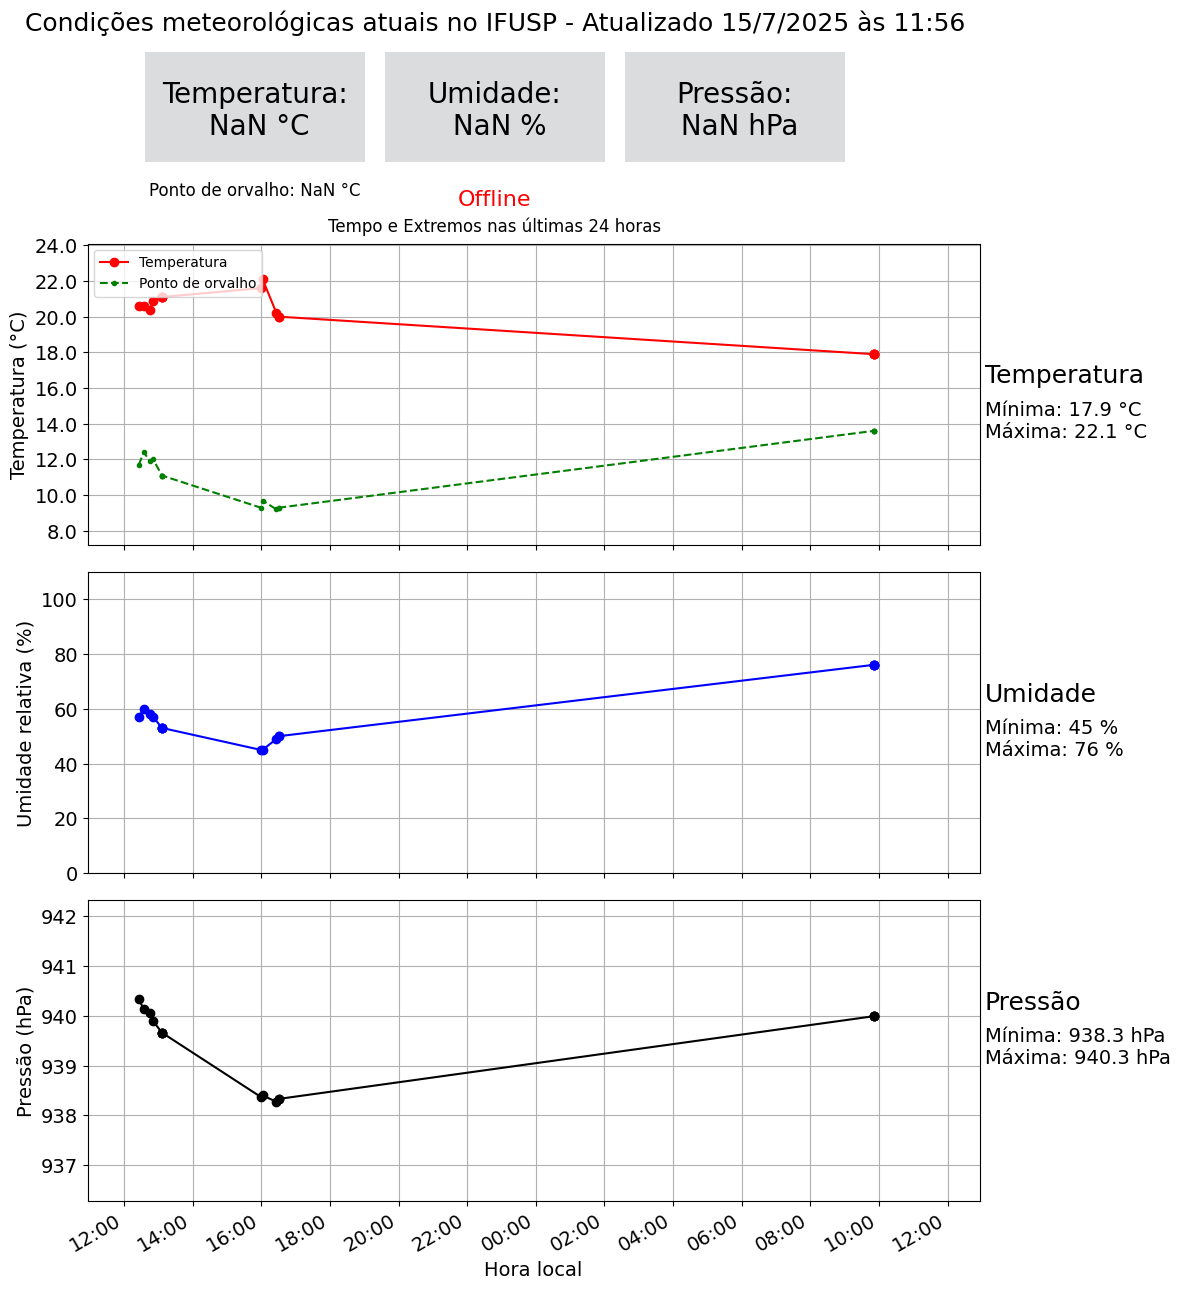 Condições meteorológicas atuais no IFUSP - Atualizado 15/7/2025 às 11:56
Temperatura:
NaN °C
Umidade:
NaN %
Pressão:
NaN hPa
Ponto de orvalho: NaN °C
Offline
Tempo e Extremos nas últimas 24 horas
24.0
22.0
20.0
18.0
16.0
14.0
12.0
10.0
8.0
Temperatura (°C)
Temperatura
Ponto de orvalho
Temperatura
Mínima: 17.9 °C
Máxima: 22.1 °C
100
80
60
40
20
0
Umidade relativa (%)
Umidade
Mínima: 45 %
Máxima: 76 %
942
941
940
939
938
937
Pressão (hPa)
Pressão
Mínima: 938.3 hPa
Máxima: 940.3 hPa
12:00
14:00
16:00
18:00
20:00
22:00
00:00
02:00
04:00
06:00
08:00
10:00
12:00
Hora local